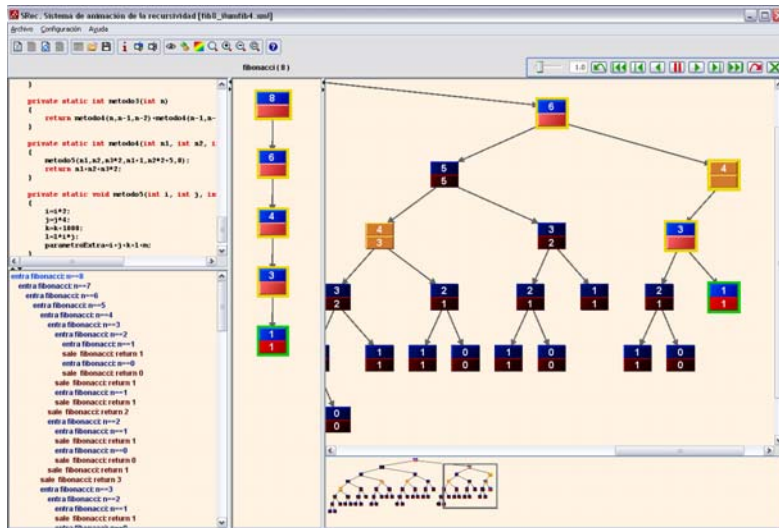 SRec. Sistema de animación de la recursividad [fib8_ilumfib4.xml]
Archivo Configuración Ayuda
fibonacci ( 8 )
1.0
}
private static int metodo3(int n)
{
return metodo4(n,n-1,n-2)+metodo4(n-1,n-
}
private static int metodo4(int n1, int n2, i
{
metodo5(n1,n2,n3*2,n1+1,n2*2+5,8);
return n1+n2+n3*2;
}
private static void metodo5(int i, int j, in
{
i=i*2;
j=j*4;
k=k+1000;
l=l*i*j;
parametroExtra=i+j+k+l+m;
}
entra fibonacci: n==8
entra fibonacci: n==7
entra fibonacci: n==6
entra fibonacci: n==5
entra fibonacci: n==4
entra fibonacci: n==3
entra fibonacci: n==2
entra fibonacci: n==1
sale fibonacci: return 1
entra fibonacci: n==0
sale fibonacci: return 0
sale fibonacci: return 1
entra fibonacci: n==1
sale fibonacci: return 1
sale fibonacci: return 2
entra fibonacci: n==2
entra fibonacci: n==1
sale fibonacci: return 1
entra fibonacci: n==0
sale fibonacci: return 0
sale fibonacci: return 1
sale fibonacci: return 3
entra fibonacci: n==3
entra fibonacci: n==2
entra fibonacci: n==1
sale fibonacci: return 1
8
6
4
3
1
1
6
5
5
4
4
3
3
2
3
3
2
2
1
2
1
1
1
2
1
1
1
1 1 0 1 0 1 0
1 1 0 1 0 1 0
0
0